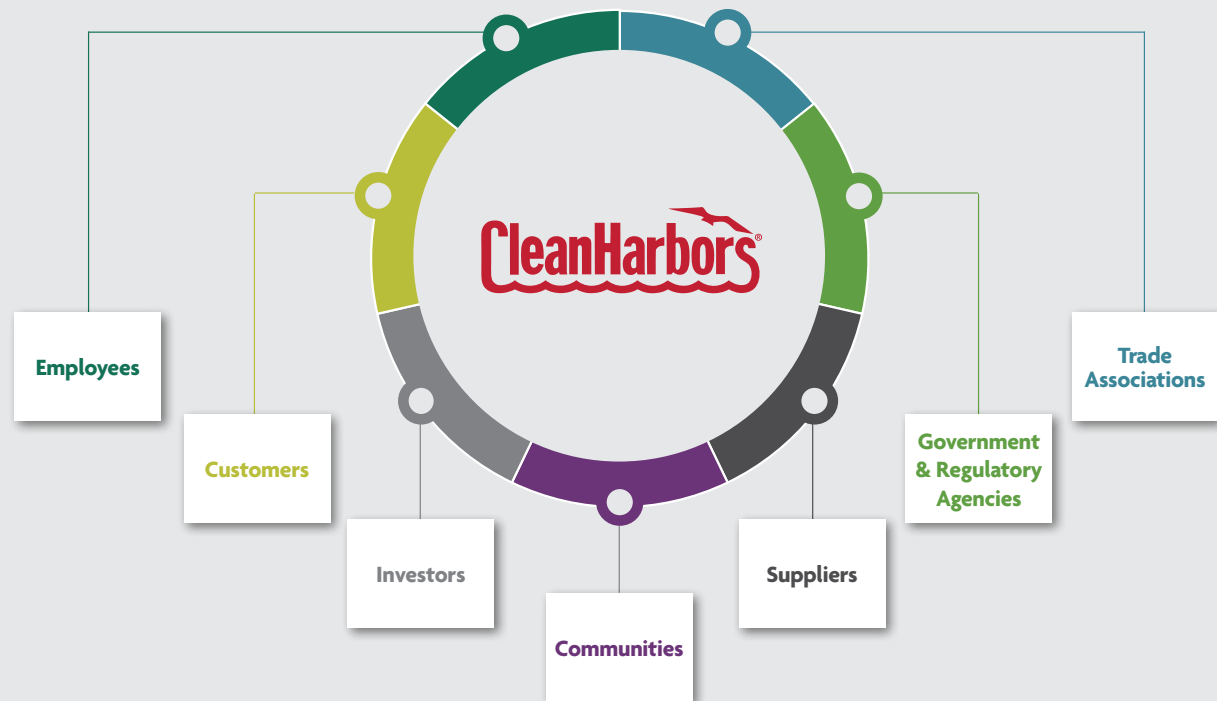 CleanHarbors®
Employees
Trade
Associations
Customers
Government
& Regulatory
Agencies
Investors
Suppliers
Communities